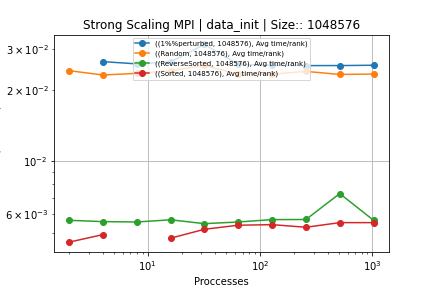 Strong Scaling MPI | data_init | Size:: 1048576
((1%%perturbed, 1048576), Avg time/rank)
((Random, 1048576), Avg time/rank)
((ReverseSorted, 1048576), Avg time/rank)
((Sorted, 1048576), Avg time/rank)
3 × 10⁻²
2 × 10⁻²
10⁻²
6 × 10⁻³
10¹ 10² 10³
Proccesses